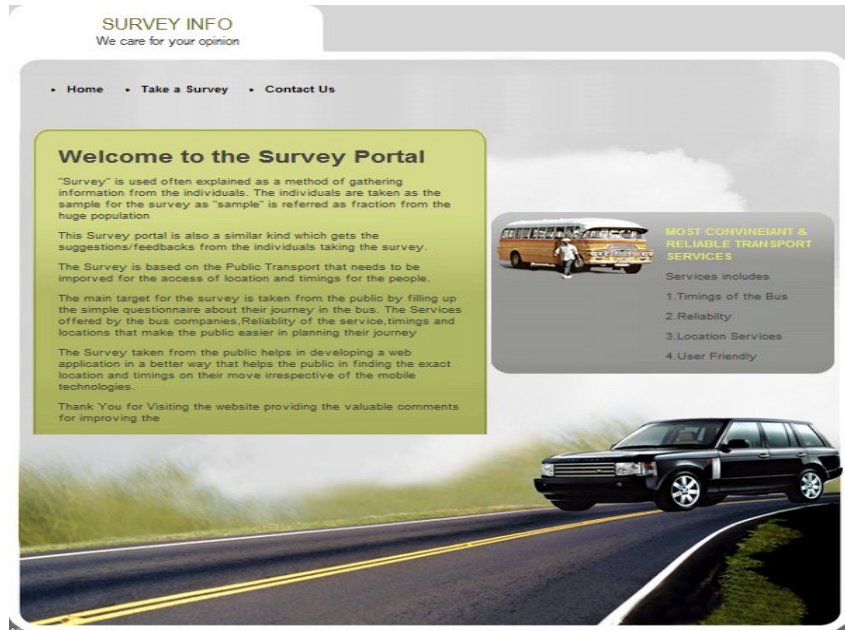 SURVEY INFO
We care for your opinion
• Home • Take a Survey • Contact Us
Welcome to the Survey Portal
"Survey" is used often explained as a method of gathering
information from the individuals. The individuals are taken as the
sample for the survey as "sample" is referred as fraction from the
huge population
This Survey portal is also a similar kind which gets the
suggestions/feedbacks from the individuals taking the survey.
The Survey is based on the Public Transport that needs to be
imporved for the access of location and timings for the people.
The main target for the survey is taken from the public by filling up
the simple questionnaire about their journey in the bus. The Services
offered by the bus companies,Reliablity of the service,timings and
locations that make the public easier in planning their journey
The Survey taken from the public helps in developing a web
application in a better way that helps the public in finding the exact
location and timings on their move irrespective of the mobile
technologies.
Thank You for Visiting the website providing the valuable comments
for improving the
MOST CONVINEIANT &
RELIABLE TRANSPORT
SERVICES
Services includes
1.Timings of the Bus
2.Reliabilty
3.Location Services
4.User Friendly